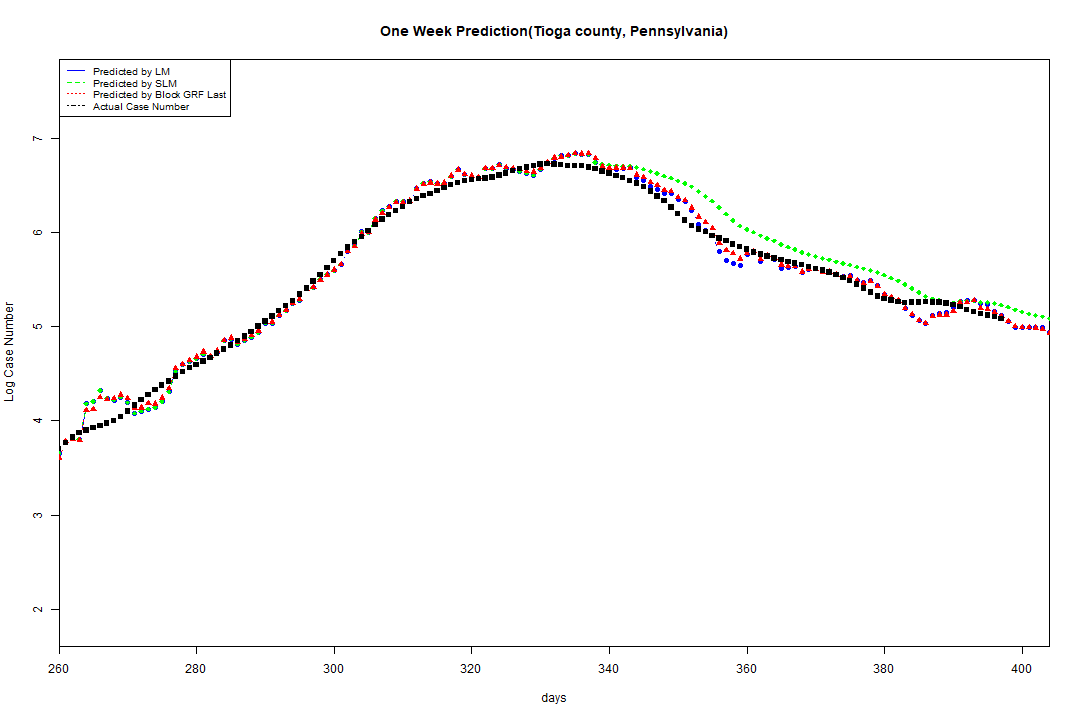 One Week Prediction(Tioga county, Pennsylvania)
Predicted by LM
Predicted by SLM
Predicted by Block GRF Last
Actual Case Number
7
6
5
4
3
2
Log Case Number
260 280 300 320 340 360 380 400
days